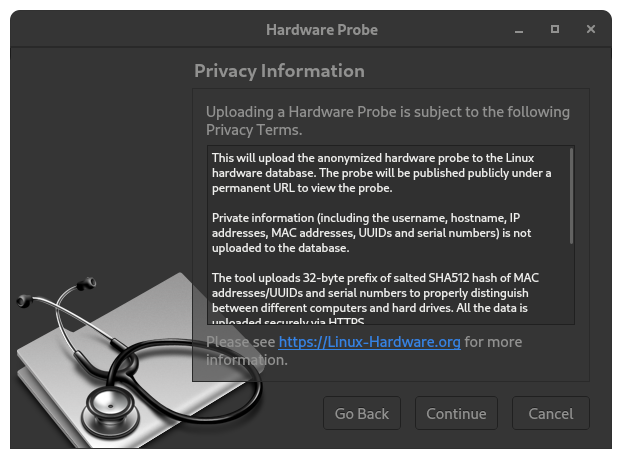 Hardware Probe
Privacy Information
Uploading a Hardware Probe is subject to the following
Privacy Terms.
This will upload the anonymized hardware probe to the Linux
hardware database. The probe will be published publicly under a
permanent URL to view the probe.
Private information (including the username, hostname, IP
addresses, MAC addresses, UUIDs and serial numbers) is not
uploaded to the database.
The tool uploads 32-byte prefix of salted SHA512 hash of MAC
addresses/UUIDs and serial numbers to properly distinguish
between different computers and hard drives. All the data is
uploaded securely via HTTPS.
Please see https://Linux-Hardware.org for more
information.
Go Back
Continue
Cancel